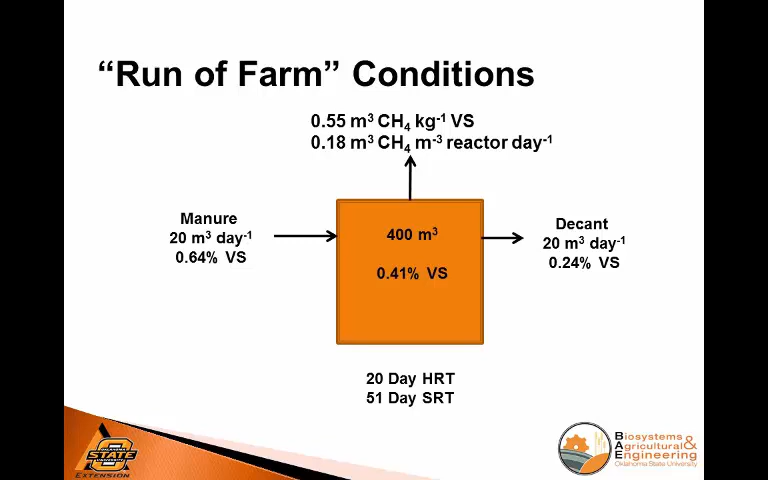 “Run of Farm” Conditions
0.55 m³ CH₄ kg⁻¹ VS
0.18 m³ CH₄ m⁻³ reactor day⁻¹
Manure
20 m³ day⁻¹
0.64% VS
400 m³
0.41% VS
Decant
20 m³ day⁻¹
0.24% VS
20 Day HRT
51 Day SRT
OKLAHOMA
STATE
UNIVERSITY
EXTENSION
Biosystems
Agricultural&
Engineering
Oklahoma State University